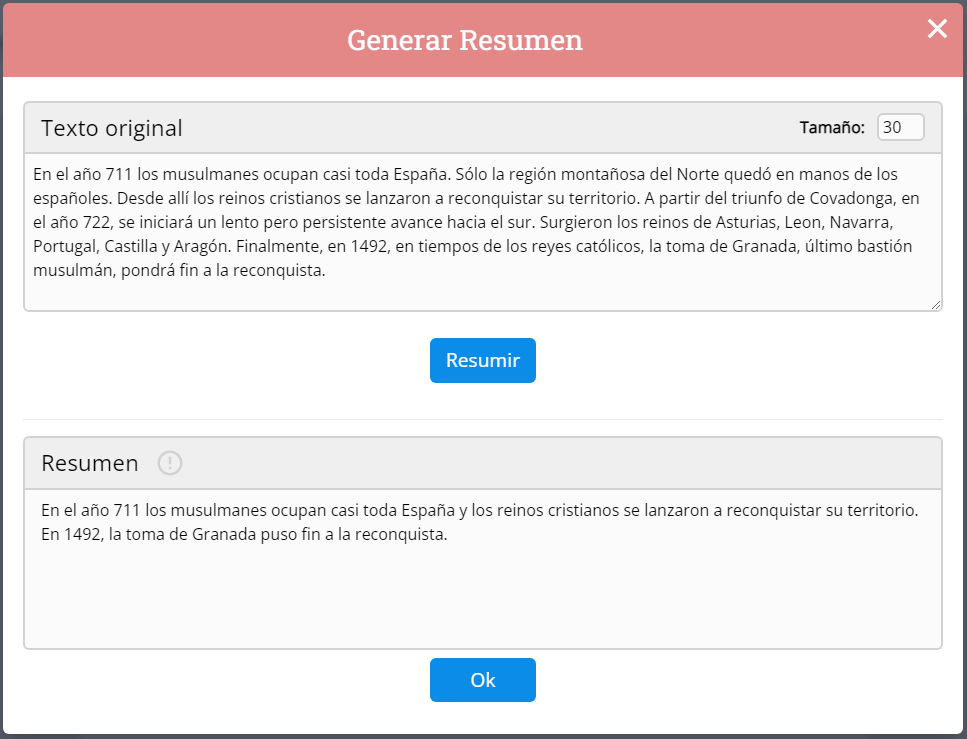 Generar Resumen
Texto original
Tamaño: 30
En el año 711 los musulmanes ocupan casi toda España. Sólo la región montañosa del Norte quedó en manos de los
españoles. Desde allí los reinos cristianos se lanzaron a reconquistar su territorio. A partir del triunfo de Covadonga, en
el año 722, se iniciará un lento pero persistente avance hacia el sur. Surgieron los reinos de Asturias, Leon, Navarra,
Portugal, Castilla y Aragón. Finalmente, en 1492, en tiempos de los reyes católicos, la toma de Granada, último bastión
musulmán, pondrá fin a la reconquista.
Resumir
Resumen
En el año 711 los musulmanes ocupan casi toda España y los reinos cristianos se lanzaron a reconquistar su territorio.
En 1492, la toma de Granada puso fin a la reconquista.
Ok